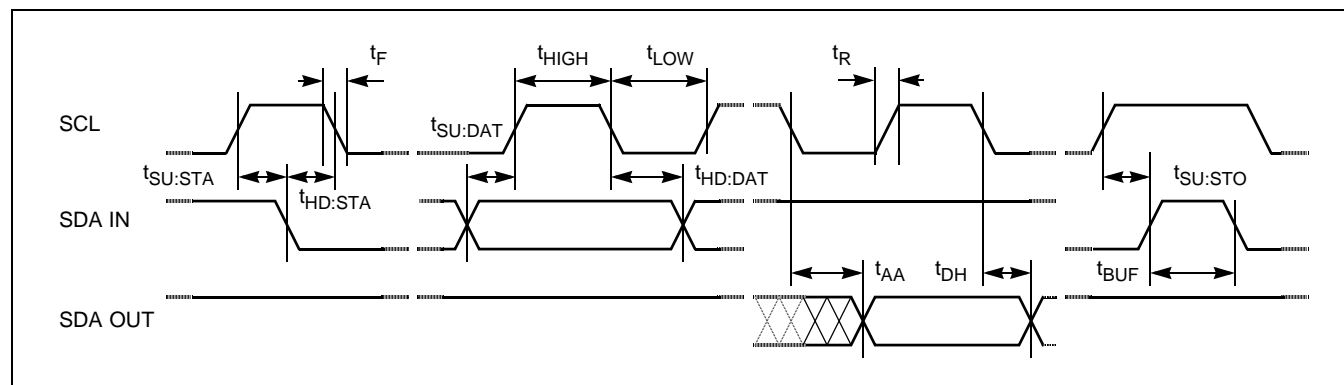 tF
tHIGH
tLOW
tR
SCL
tSU:DAT
tSU:STA
tHD:STA
tHD:DAT
tSU:STO
SDA IN
tAA
tDH
tBUF
SDA OUT